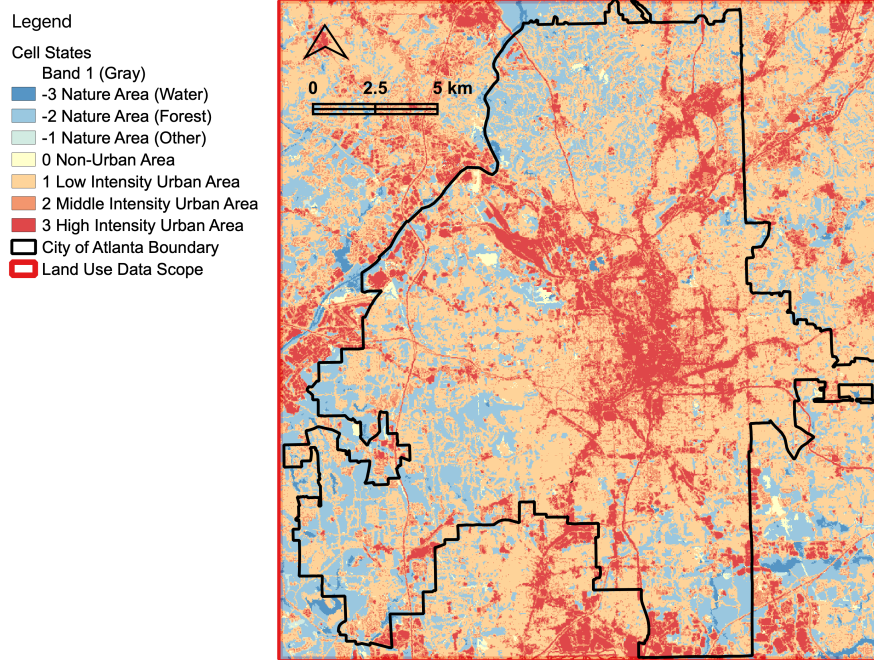 Legend
Cell States
Band 1 (Gray)
-3 Nature Area (Water)
-2 Nature Area (Forest)
-1 Nature Area (Other)
0 Non-Urban Area
1 Low Intensity Urban Area
2 Middle Intensity Urban Area
3 High Intensity Urban Area
City of Atlanta Boundary
Land Use Data Scope
0 2.5 5 km